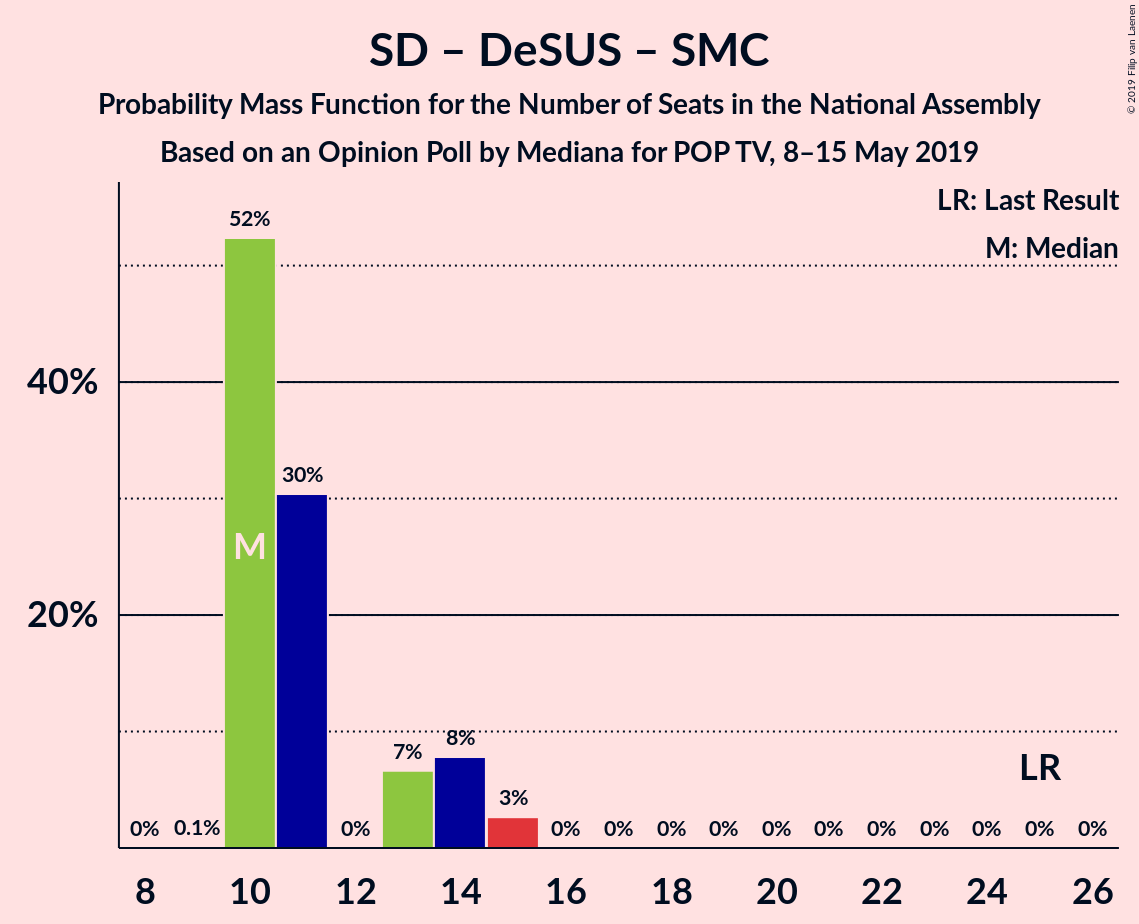 SD – DeSUS – SMC
Probability Mass Function for the Number of Seats in the National Assembly
Based on an Opinion Poll by Mediana for POP TV, 8–15 May 2019
© 2019 Filip van Laenen
LR: Last Result
M: Median
52%
40%
30%
M
20%
8%
7%
LR
3%
0% 0.1% 0% 0% 0% 0% 0% 0% 0% 0% 0% 0% 0% 0%
8 10 12 14 16 18 20 22 24 26